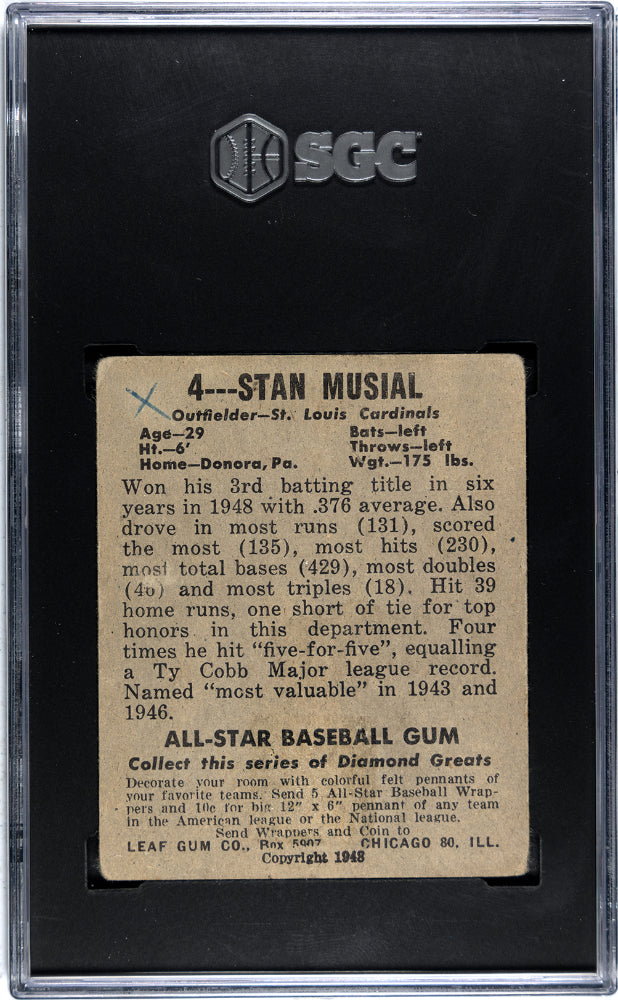 SGC
4---STAN MUSIAL
Outfielder—St. Louis Cardinals
Age—29 Bats—left
Ht.—6' Throws—left
Home—Donora, Pa. Wgt.—175 lbs.
Won his 3rd batting title in six
years in 1948 with .376 average. Also
drove in most runs (131), scored
the most (135), most hits (230),
most total bases (429), most doubles
(46) and most triples (18). Hit 39
home runs, one short of tie for top
honors in this department. Four
times he hit "five-for-five", equalling
a Ty Cobb Major league record.
Named "most valuable" in 1943 and
1946.
ALL-STAR BASEBALL GUM
Collect this series of Diamond Greats
Decorate your room with colorful felt pennants of
your favorite teams. Send 5 All-Star Baseball Wrap-
pers and 10c for big 12" x 6" pennant of any team
in the American league or the National league.
Send Wrappers and Coin to
LEAF GUM CO., Box 5907 CHICAGO 80, ILL.
Copyright 1948